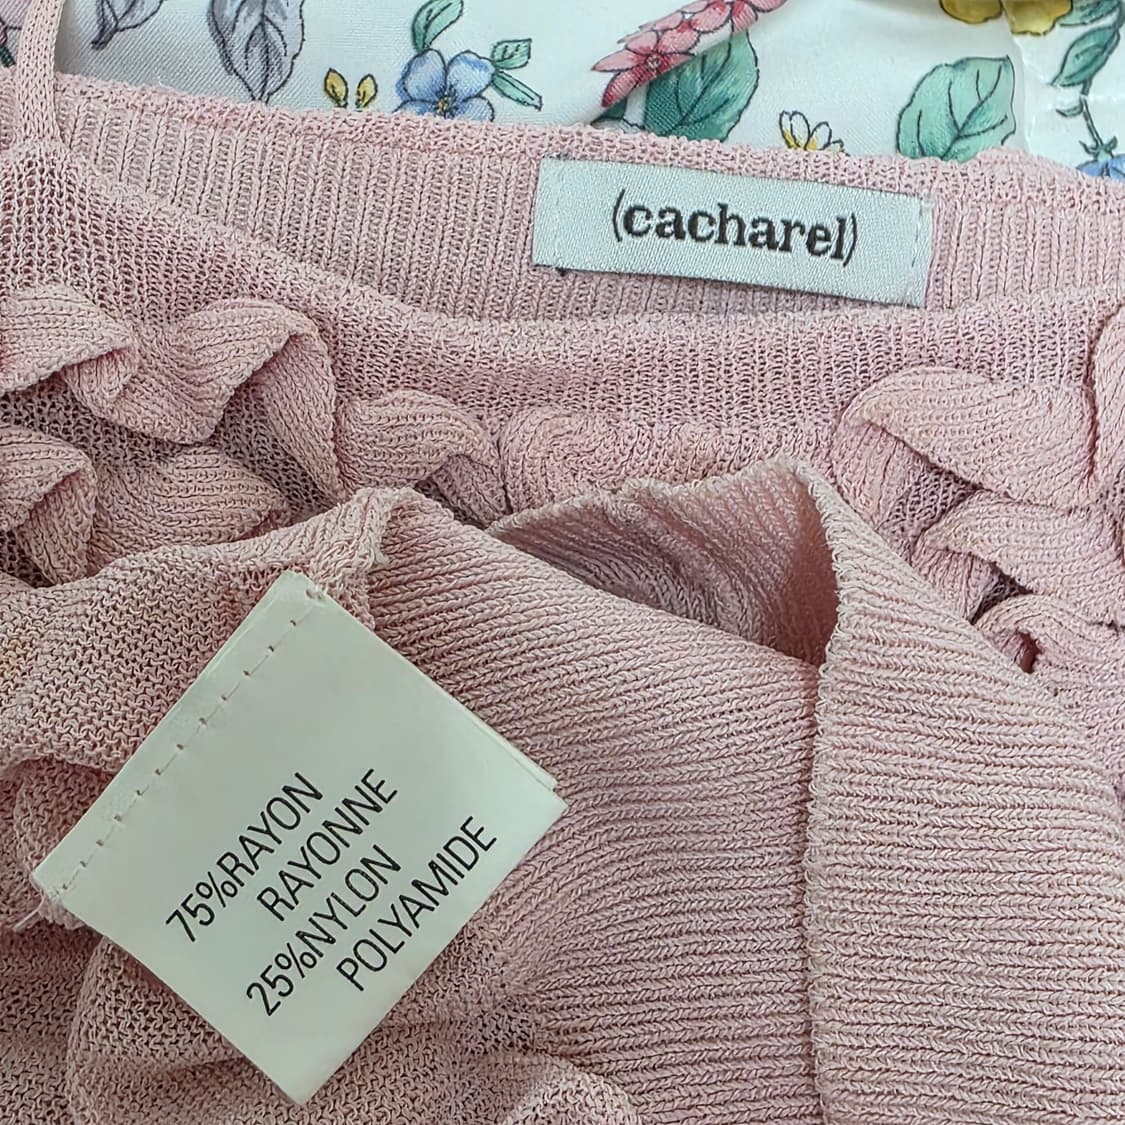 (cacharel)
75%RAYON
RAYONNE
25%NYLON
POLYAMIDE